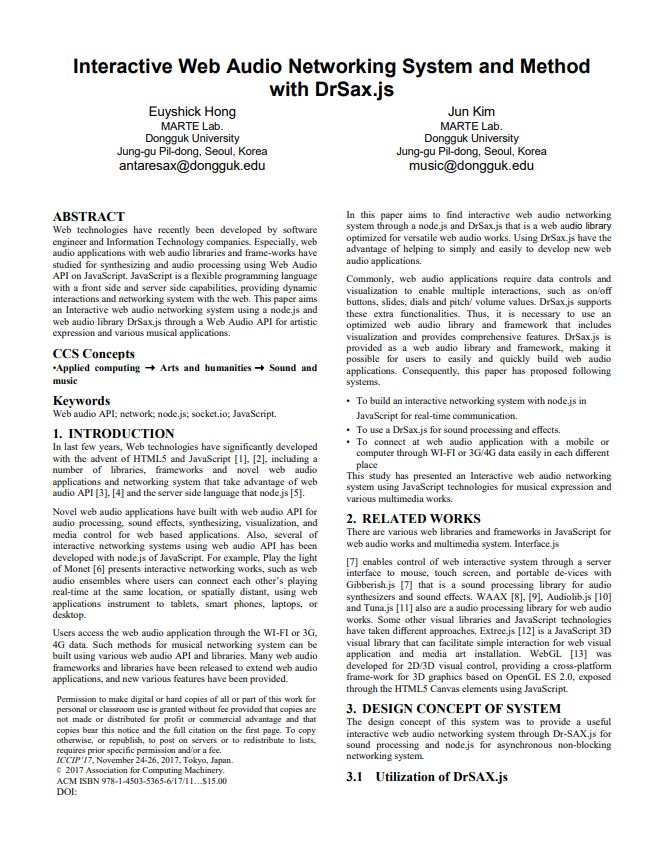 Interactive Web Audio Networking System and Method
with DrSax.js
Euyshick Hong
MARTE Lab.
Dongguk University
Jung-gu Pil-dong, Seoul, Korea
antaresax@dongguk.edu
Jun Kim
MARTE Lab.
Dongguk University
Jung-gu Pil-dong, Seoul, Korea
music@dongguk.edu
ABSTRACT
Web technologies have recently been developed by software
engineer and Information Technology companies. Especially, web
audio applications with web audio libraries and frame-works have
studied for synthesizing and audio processing using Web Audio
API on JavaScript. JavaScript is a flexible programming language
with a front side and server side capabilities, providing dynamic
interactions and networking system with the web. This paper aims
an Interactive web audio networking system using a node.js and
web audio library DrSax.js through a Web Audio API for artistic
expression and various musical applications.
CCS Concepts
•Applied computing ➞ Arts and humanities ➞ Sound and
music
Keywords
Web audio API; network; node.js; socket.io; JavaScript.
1. INTRODUCTION
In last few years, Web technologies have significantly developed
with the advent of HTML5 and JavaScript [1], [2], including a
number of libraries, frameworks and novel web audio
applications and networking system that take advantage of web
audio API [3], [4] and the server side language that node.js [5].
Novel web audio applications have built with web audio API for
audio processing, sound effects, synthesizing, visualization, and
media control for web based applications. Also, several of
interactive networking systems using web audio API has been
developed with node.js of JavaScript. For example, Play the light
of Monet [6] presents interactive networking works, such as web
audio ensembles where users can connect each other's playing
real-time at the same location, or spatially distant, using web
applications instrument to tablets, smart phones, laptops, or
desktop.
Users access the web audio application through the WI-FI or 3G,
4G data. Such methods for musical networking system can be
built using various web audio API and libraries. Many web audio
frameworks and libraries have been released to extend web audio
applications, and new various features have been provided.
Permission to make digital or hard copies of all or part of this work for
personal or classroom use is granted without fee provided that copies are
not made or distributed for profit or commercial advantage and that
copies bear this notice and the full citation on the first page. To copy
otherwise, or republish, to post on servers or to redistribute to lists,
requires prior specific permission and/or a fee.
ICCIP'17, November 24-26, 2017, Tokyo, Japan.
© 2017 Association for Computing Machinery.
ACM ISBN 978-1-4503-5365-6/17/11…$15.00
DOI:
In this paper aims to find interactive web audio networking
system through a node.js and DrSax.js that is a web audio library
optimized for versatile web audio works. Using DrSax.js have the
advantage of helping to simply and easily to develop new web
audio applications.
Commonly, web audio applications require data controls and
visualization to enable multiple interactions, such as on/off
buttons, slides, dials and pitch/ volume values. DrSax.js supports
these extra functionalities. Thus, it is necessary to use an
optimized web audio library and framework that includes
visualization and provides comprehensive features. DrSax.js is
provided as a web audio library and framework, making it
possible for users to easily and quickly build web audio
applications. Consequently, this paper has proposed following
systems.
• To build an interactive networking system with node.js in
JavaScript for real-time communication.
• To use a DrSax.js for sound processing and effects.
• To connect at web audio application with a mobile or
computer through WI-FI or 3G/4G data easily in each different
place
This study has presented an Interactive web audio networking
system using JavaScript technologies for musical expression and
various multimedia works.
2. RELATED WORKS
There are various web libraries and frameworks in JavaScript for
web audio works and multimedia system. Interface.js
[7] enables control of web interactive system through a server
interface to mouse, touch screen, and portable de-vices with
Gibberish.js [7] that is a sound processing library for audio
synthesizers and sound effects. WAAX [8], [9], Audiolib.js [10]
and Tuna.js [11] also are a audio processing library for web audio
works. Some other visual libraries and JavaScript technologies
have taken different approaches. Extree.js [12] is a JavaScript 3D
visual library that can facilitate simple interaction for web visual
application and media art installation. WebGL [13] was
developed for 2D/3D visual control, providing a cross-platform
frame-work for 3D graphics based on OpenGL ES 2.0, exposed
through the HTML5 Canvas elements using JavaScript.
3. DESIGN CONCEPT OF SYSTEM
The design concept of this system was to provide a useful
interactive web audio networking system through Dr-SAX.js for
sound processing and node.js for asynchronous non-blocking
networking system.
3.1 Utilization of DrSAX.js